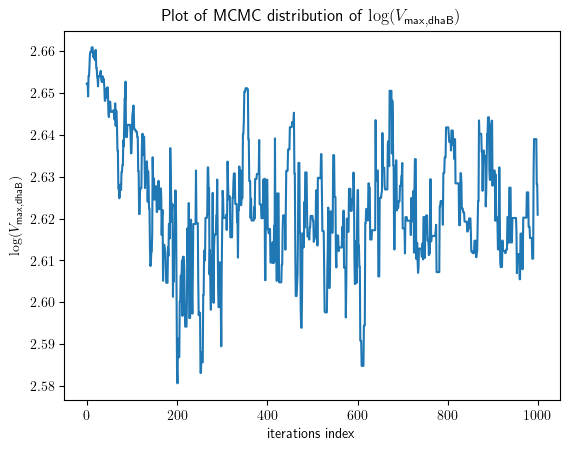 Plot of MCMC distribution of log(V_max,dhaB)
log(V_max,dhaB)
2.66
2.65
2.64
2.63
2.62
2.61
2.60
2.59
2.58
0 200 400 600 800 1000
iterations index